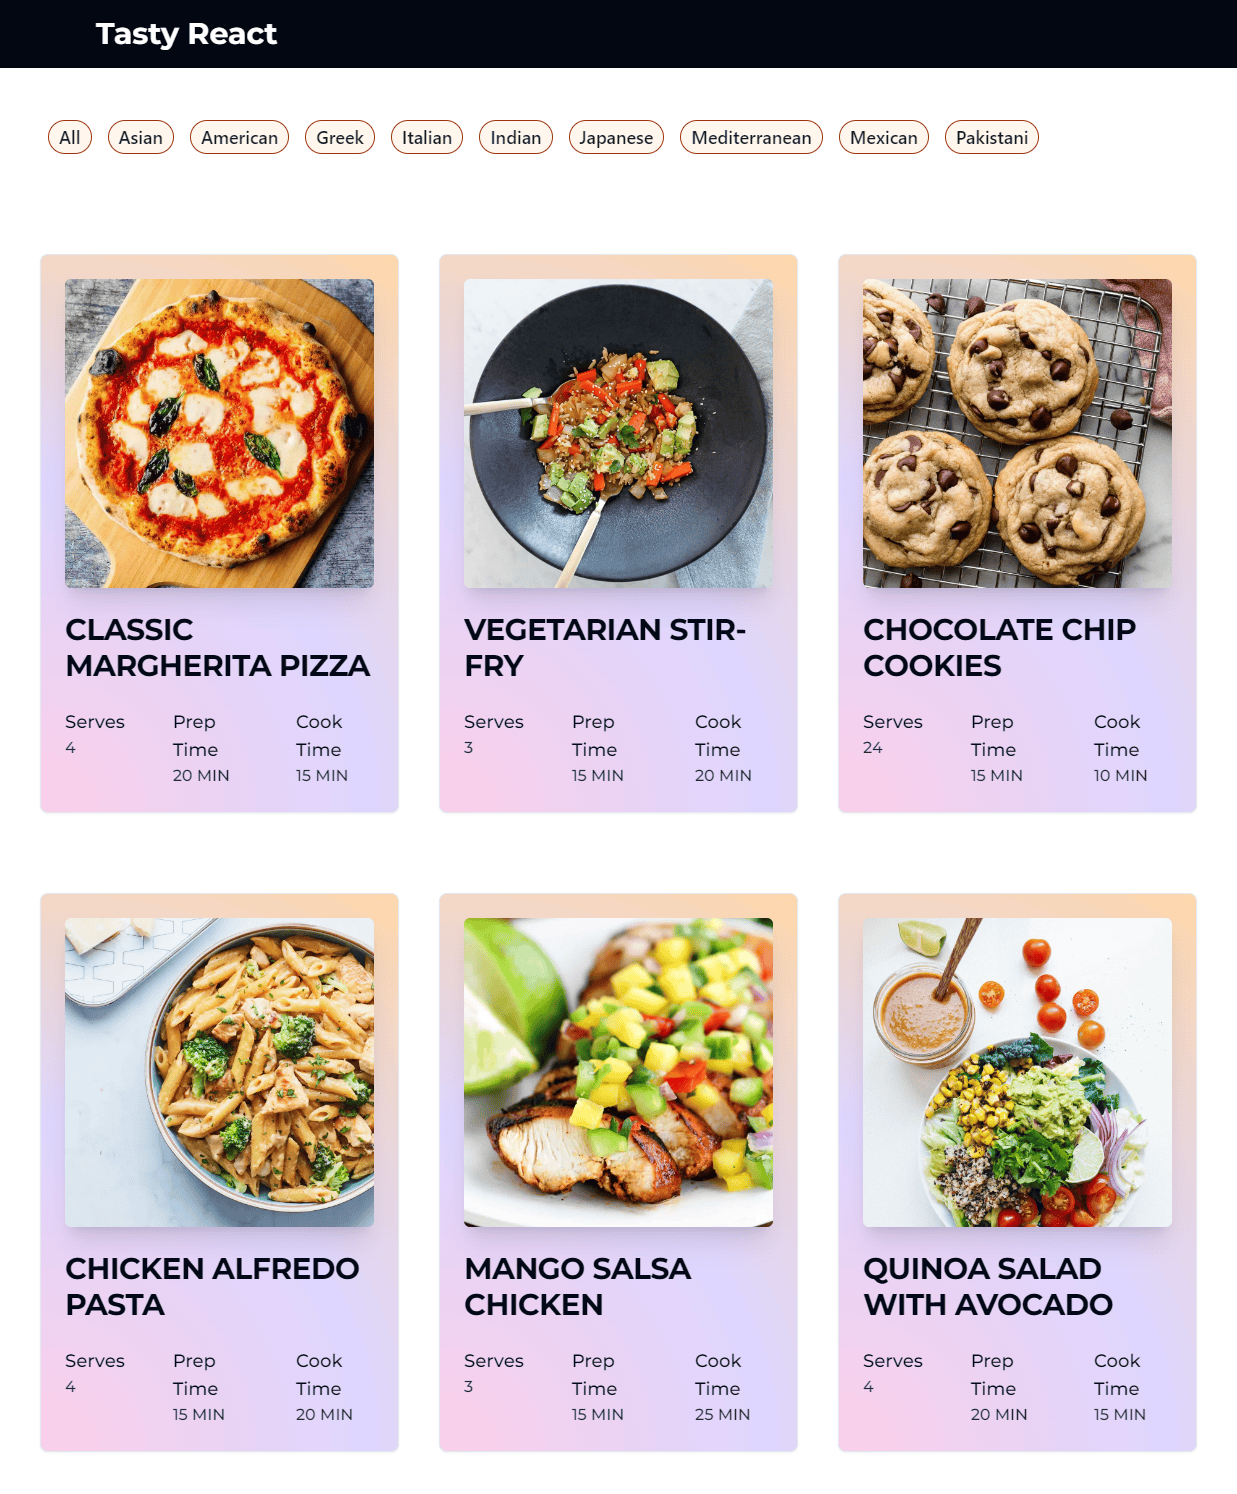 Tasty React
All Asian American Greek Italian Indian Japanese Mediterranean Mexican Pakistani
CLASSIC
MARGHERITA PIZZA
Serves
4
Prep
Time
20 MIN
Cook
Time
15 MIN
VEGETARIAN STIR-
FRY
Serves
3
Prep
Time
15 MIN
Cook
Time
20 MIN
CHOCOLATE CHIP
COOKIES
Serves
24
Prep
Time
15 MIN
Cook
Time
10 MIN
CHICKEN ALFREDO
PASTA
Serves
4
Prep
Time
15 MIN
Cook
Time
20 MIN
MANGO SALSA
CHICKEN
Serves
3
Prep
Time
15 MIN
Cook
Time
25 MIN
QUINOA SALAD
WITH AVOCADO
Serves
4
Prep
Time
20 MIN
Cook
Time
15 MIN